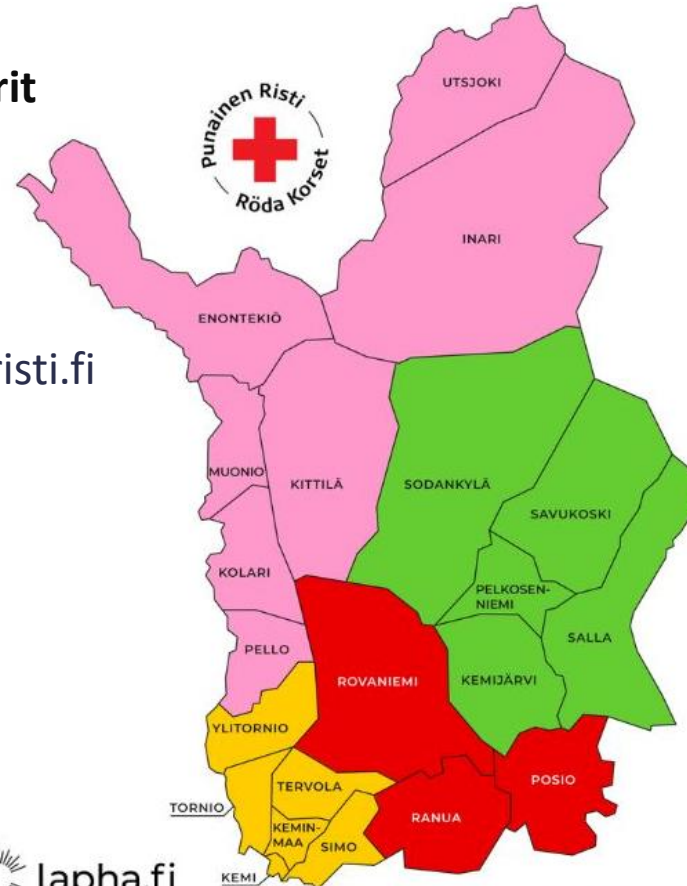 rit
Punainen Risti
Röda Korset
risti.fi
UTSJOKI
INARI
ENONTEKIÖ
MUONIO
KITTILÄ
SODANKYLÄ
SAVUKOSKI
KOLARI
PELKOSEN-
NIEMI
SALLA
PELLO
ROVANIEMI
KEMIJÄRVI
YLITORNIO
TERVOLA
POSIO
TORNIO
RANUA
KEMIN-
MAA
SIMO
KEMI
lapha.fi